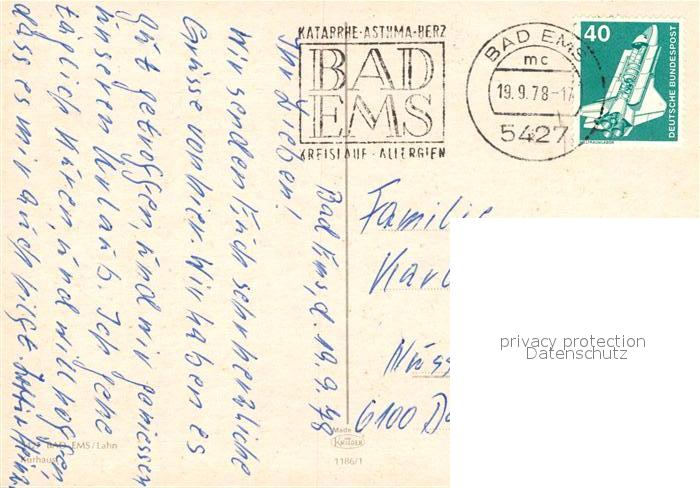 KATARRHE·ASTHMA·HERZ
BAD
EMS
KREISLAUF·ALLERGIEN
BAD EMS
mc
19.9.78-17
5427
40
DEUTSCHE BUNDESPOST
Bad Ems, d. 19.9.78
Ihr Lieben!
Wir senden Euch sehr herzliche
Grüsse von hier. Wir haben es
gut getroffen, und wir geniessen
unseren Urlaub. Ich gehe
täglich kuren, und will hoffen,
dass es mir auch hilft.
Familie
Karl
6100 D
BAD EMS/Lahn
Kurhaus
Made
KRÜGER
1186/1
privacy protection
Datenschutz